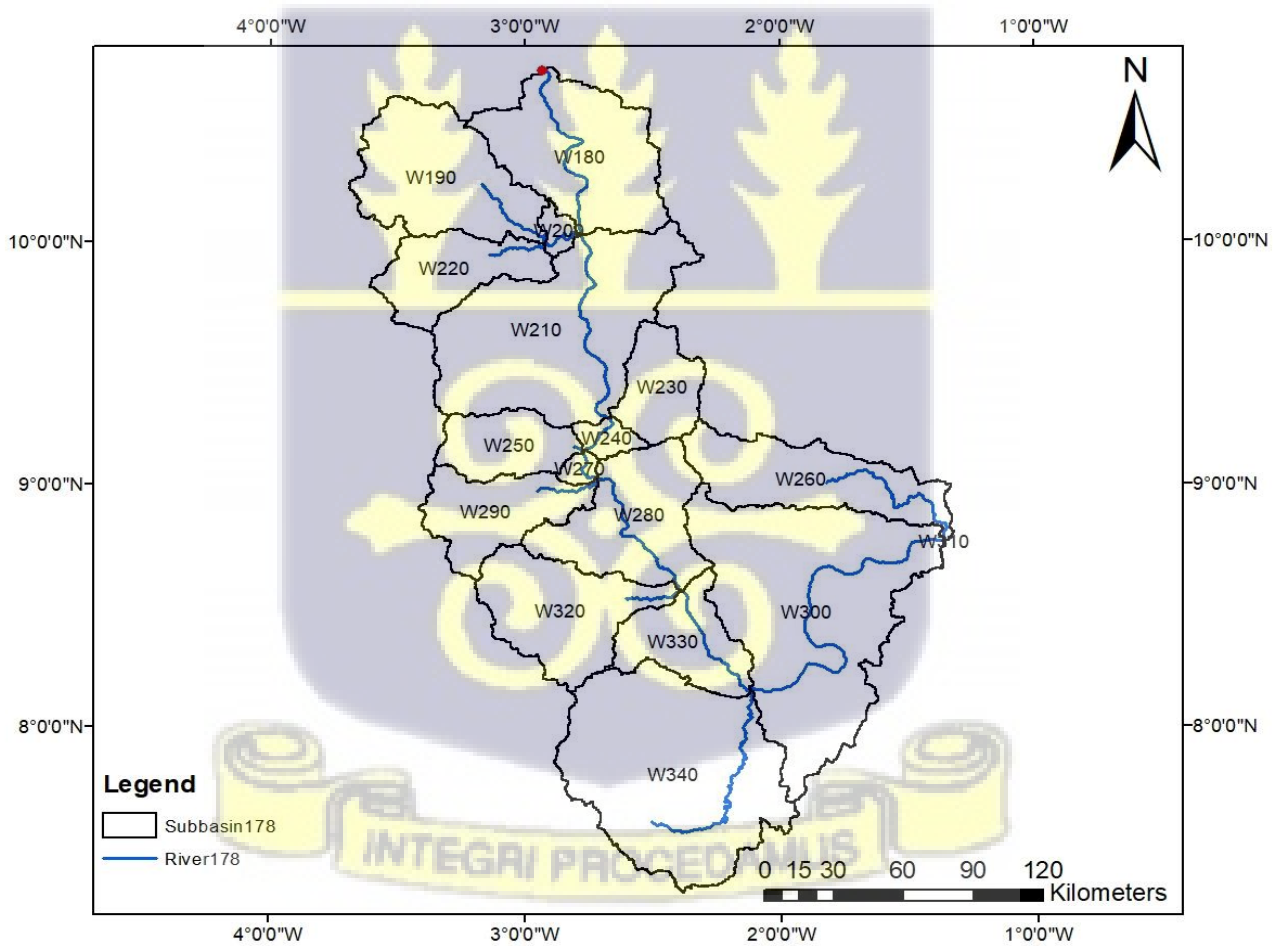 4°0'0"W 3°0'0"W 2°0'0"W 1°0'0"W
N
W180
W190
W200
10°0'0"N 10°0'0"N
W220
W210
W230
W240
W250
W270
W260
9°0'0"N 9°0'0"N
W290
W280
W310
W320
W300
W330
8°0'0"N 8°0'0"N
W340
Legend
Subbasin178
River178
INTEGRI PROCEDAMUS
0 15 30 60 90 120
Kilometers
4°0'0"W 3°0'0"W 2°0'0"W 1°0'0"W